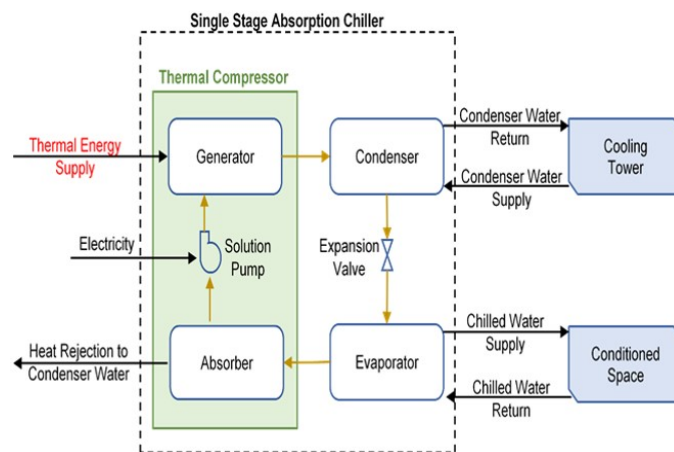 Single Stage Absorption Chiller
Thermal Compressor
Thermal Energy
Supply
Generator
Condenser
Condenser Water
Return
Condenser Water
Supply
Cooling
Tower
Electricity
Solution
Pump
Expansion
Valve
Heat Rejection to
Condenser Water
Absorber
Evaporator
Chilled Water
Supply
Chilled Water
Return
Conditioned
Space